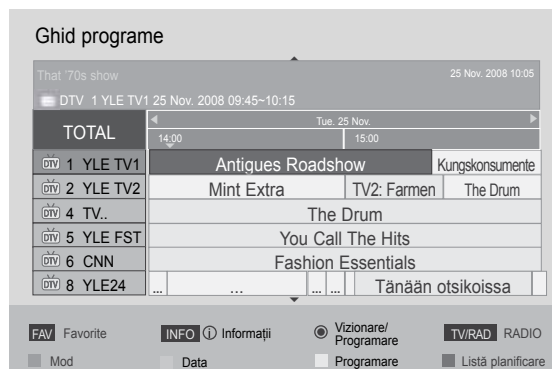 Ghid programe
That '70s show 25 Nov. 2008 10:05
DTV 1 YLE TV1 25 Nov. 2008 09:45~10:15
TOTAL
Tue. 25 Nov.
14:00 15:00
DTV 1 YLE TV1 Antigues Roadshow Kungskonsumente
DTV 2 YLE TV2 Mint Extra TV2: Farmen The Drum
DTV 4 TV.. The Drum
DTV 5 YLE FST You Call The Hits
DTV 6 CNN Fashion Essentials
DTV 8 YLE24 ... ... ... ... Tänään otsikoissa
FAV Favorite INFO i Informații Vizionare/ Programare TV/RAD RADIO
Mod Data Programare Listă planificare